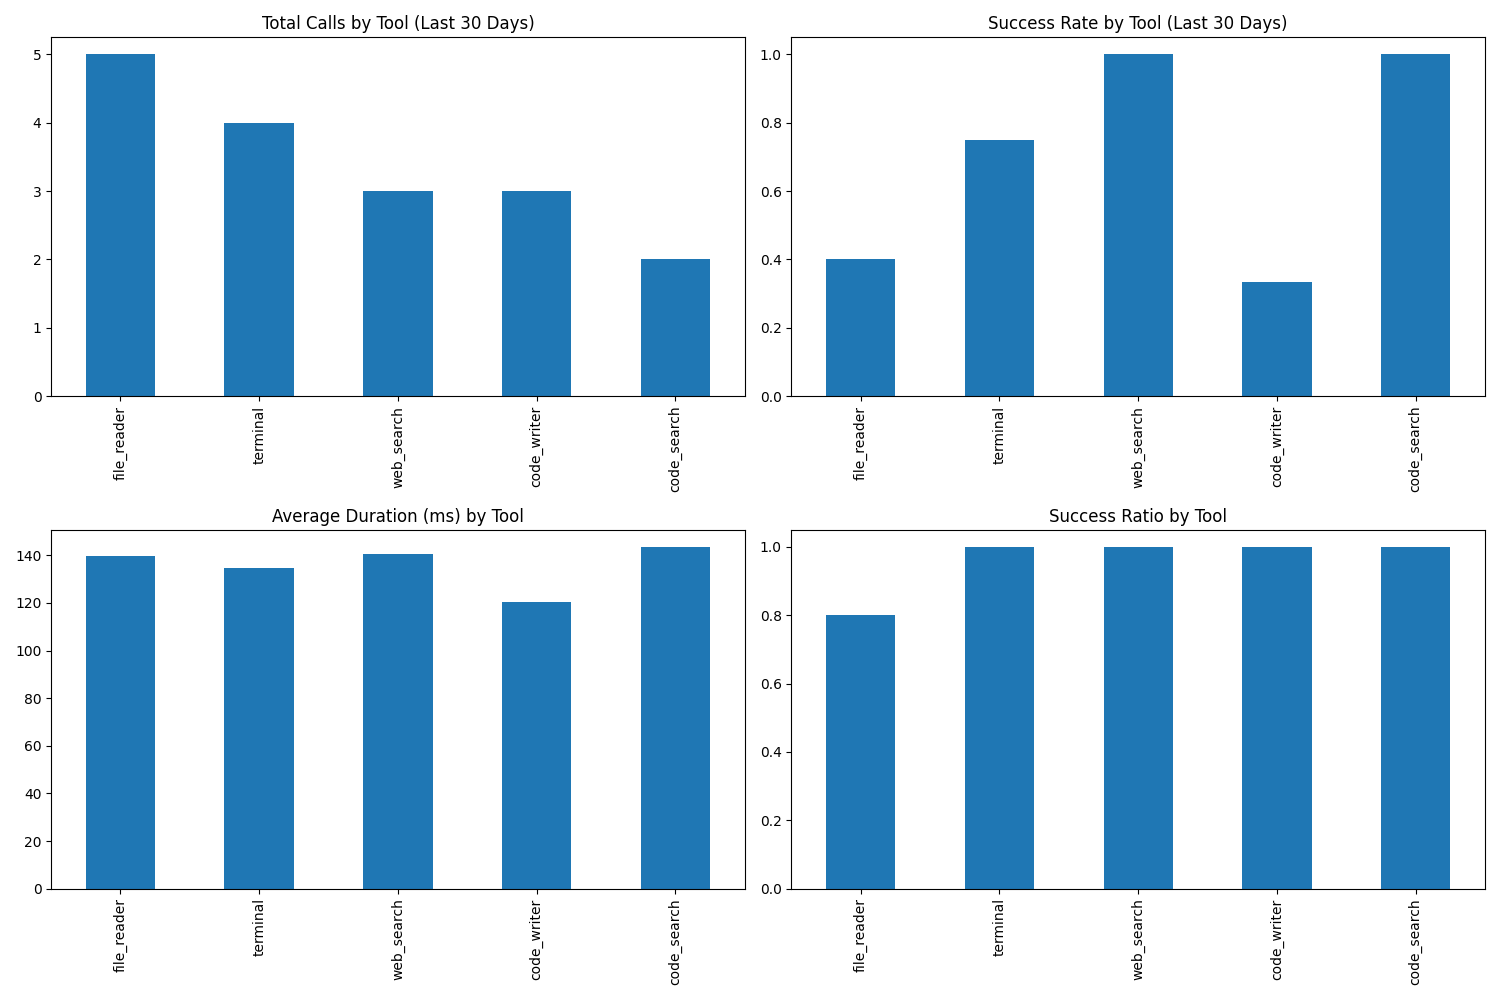 Total Calls by Tool (Last 30 Days)
5
4
3
2
1
0
file_reader
terminal
web_search
code_writer
code_search
Success Rate by Tool (Last 30 Days)
1.0
0.8
0.6
0.4
0.2
0.0
file_reader
terminal
web_search
code_writer
code_search
Average Duration (ms) by Tool
140
120
100
80
60
40
20
0
file_reader
terminal
web_search
code_writer
code_search
Success Ratio by Tool
1.0
0.8
0.6
0.4
0.2
0.0
file_reader
terminal
web_search
code_writer
code_search